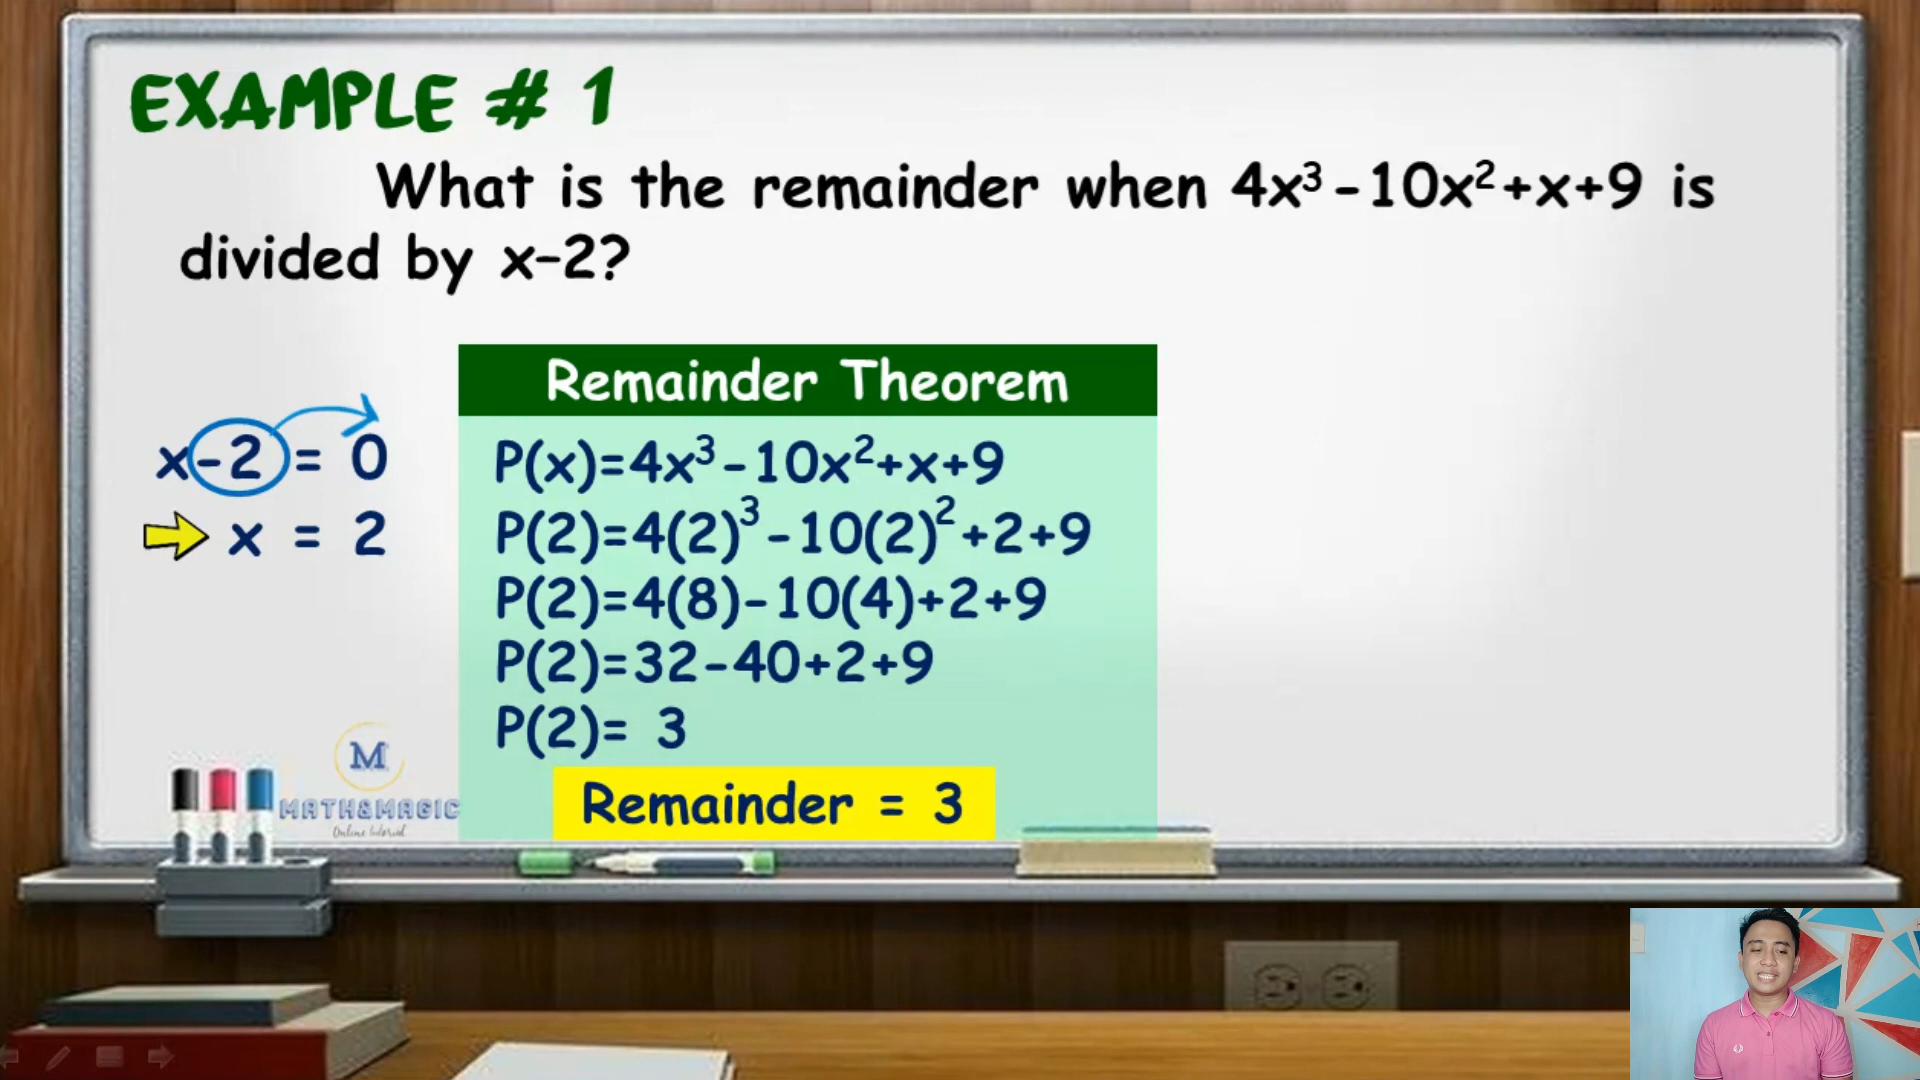 EXAMPLE # 1
What is the remainder when 4x³-10x²+x+9 is
divided by x-2?
Remainder Theorem
x-2= 0
x = 2
P(x)=4x³-10x²+x+9
P(2)=4(2)³-10(2)²+2+9
P(2)=4(8)-10(4)+2+9
P(2)=32-40+2+9
P(2)= 3
Remainder = 3
M
MATH&MAGIC
Online tutorial